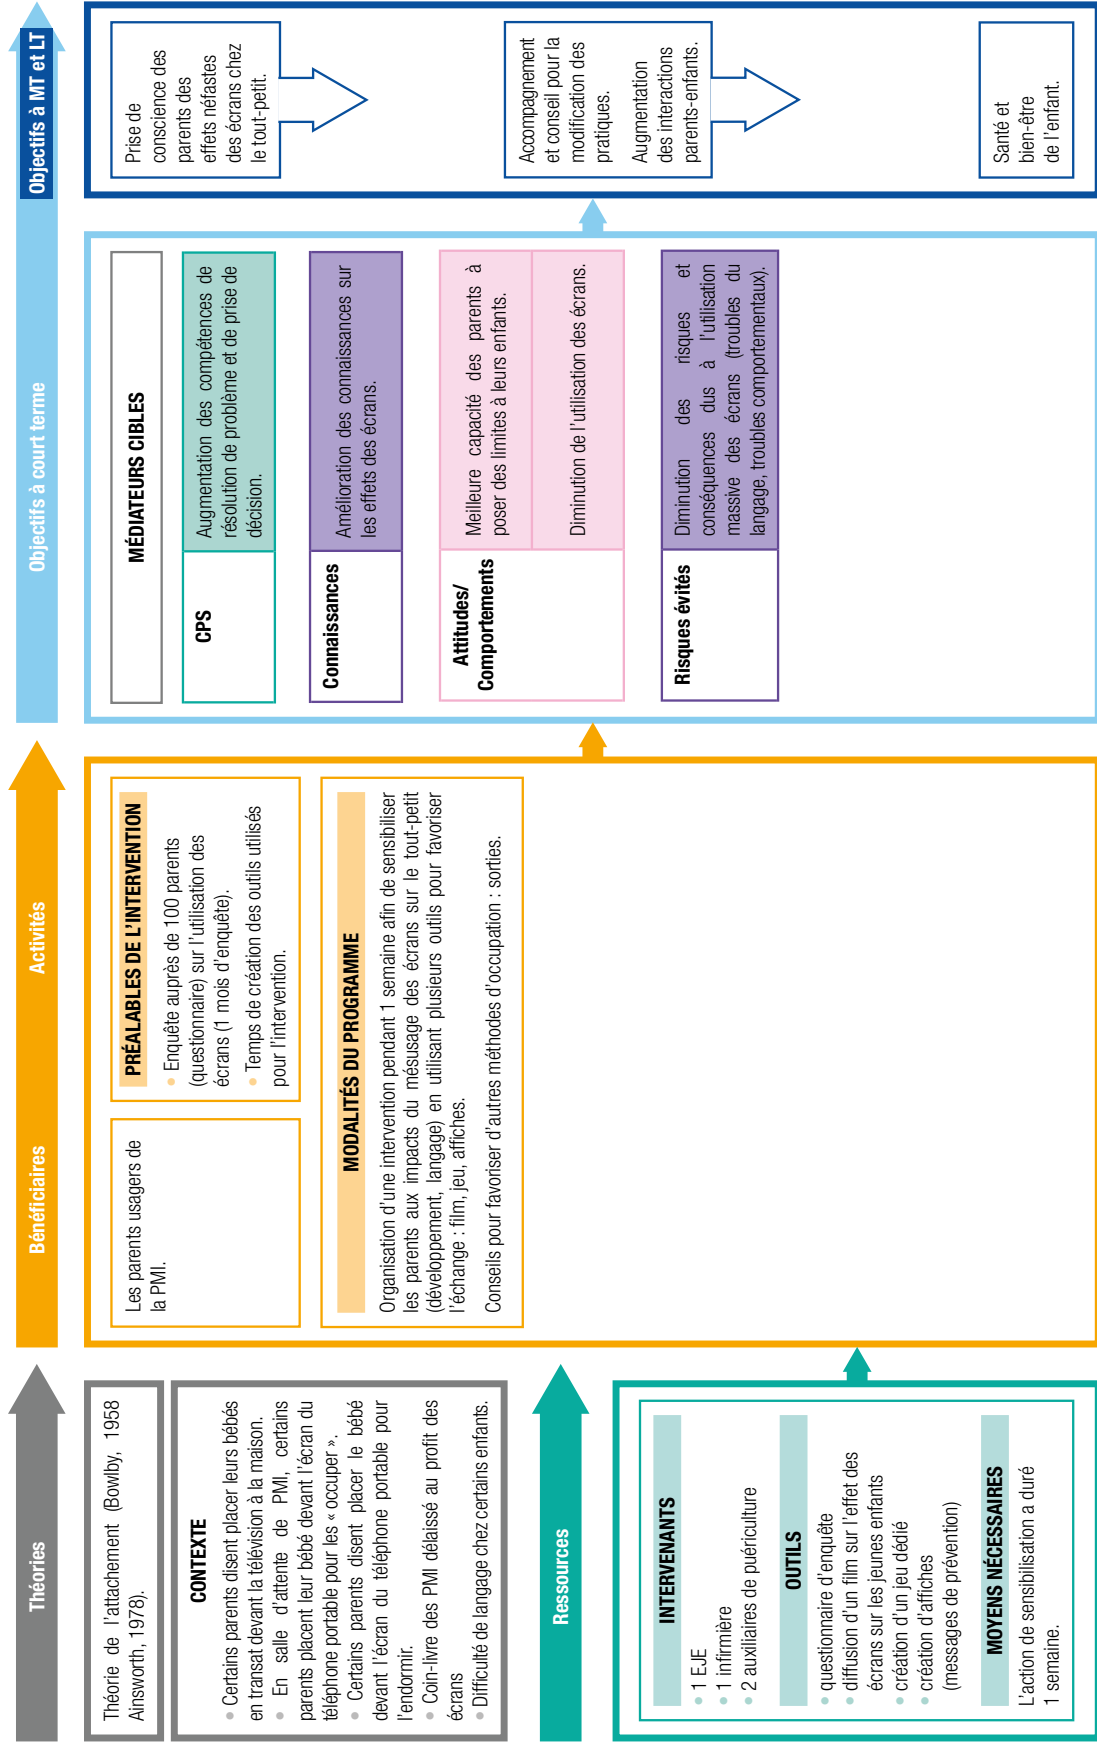 Théories
Théorie de l'attachement (Bowlby, 1958
Ainsworth, 1978).
CONTEXTE
• Certains parents disent placer leurs bébés
en transat devant la télévision à la maison.
• En salle d'attente de PMI, certains
parents placent leur bébé devant l'écran du
téléphone portable pour les « occuper ».
• Certains parents disent placer le bébé
devant l'écran du téléphone portable pour
l'endormir.
• Coin-livre des PMI délaissé au profit des
écrans
• Difficulté de langage chez certains enfants.
Ressources
INTERVENANTS
• 1 EJE
• 1 infirmière
• 2 auxiliaires de puériculture
OUTILS
• questionnaire d'enquête
• diffusion d'un film sur l'effet des
écrans sur les jeunes enfants
• création d'un jeu dédié
• création d'affiches
(messages de prévention)
MOYENS NÉCESSAIRES
L'action de sensibilisation a duré
1 semaine.
Bénéficiaires
Activités
Les parents usagers de
la PMI.
PRÉALABLES DE L'INTERVENTION
• Enquête auprès de 100 parents
(questionnaire) sur l'utilisation des
écrans (1 mois d'enquête).
• Temps de création des outils utilisés
pour l'intervention.
MODALITÉS DU PROGRAMME
Organisation d'une intervention pendant 1 semaine afin de sensibiliser
les parents aux impacts du mésusage des écrans sur le tout-petit
(développement, langage) en utilisant plusieurs outils pour favoriser
l'échange : film, jeu, affiches.
Conseils pour favoriser d'autres méthodes d'occupation : sorties.
Objectifs à court terme
MÉDIATEURS CIBLES
CPS
Augmentation des compétences de
résolution de problème et de prise de
décision.
Connaissances
Amélioration des connaissances sur
les effets des écrans.
Attitudes/
Comportements
Meilleure capacité des parents à
poser des limites à leurs enfants.
Diminution de l'utilisation des écrans.
Risques évités
Diminution des risques et
conséquences dus à l'utilisation
massive des écrans (troubles du
langage, troubles comportementaux).
Objectifs à MT et LT
Prise de
conscience des
parents des
effets néfastes
des écrans chez
le tout-petit.
Accompagnement
et conseil pour la
modification des
pratiques.
Augmentation
des interactions
parents-enfants.
Santé et
bien-être
de l'enfant.